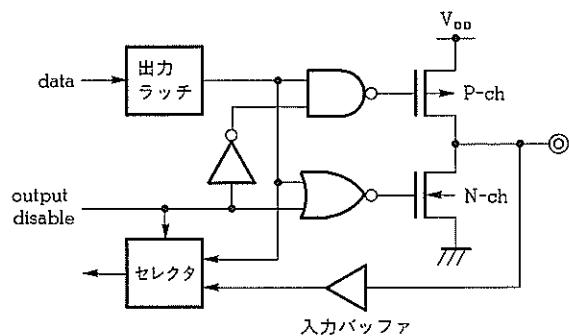 V_DD
data
出力
ラッチ
P-ch
output
disable
N-ch
セレクタ
入力バッファ